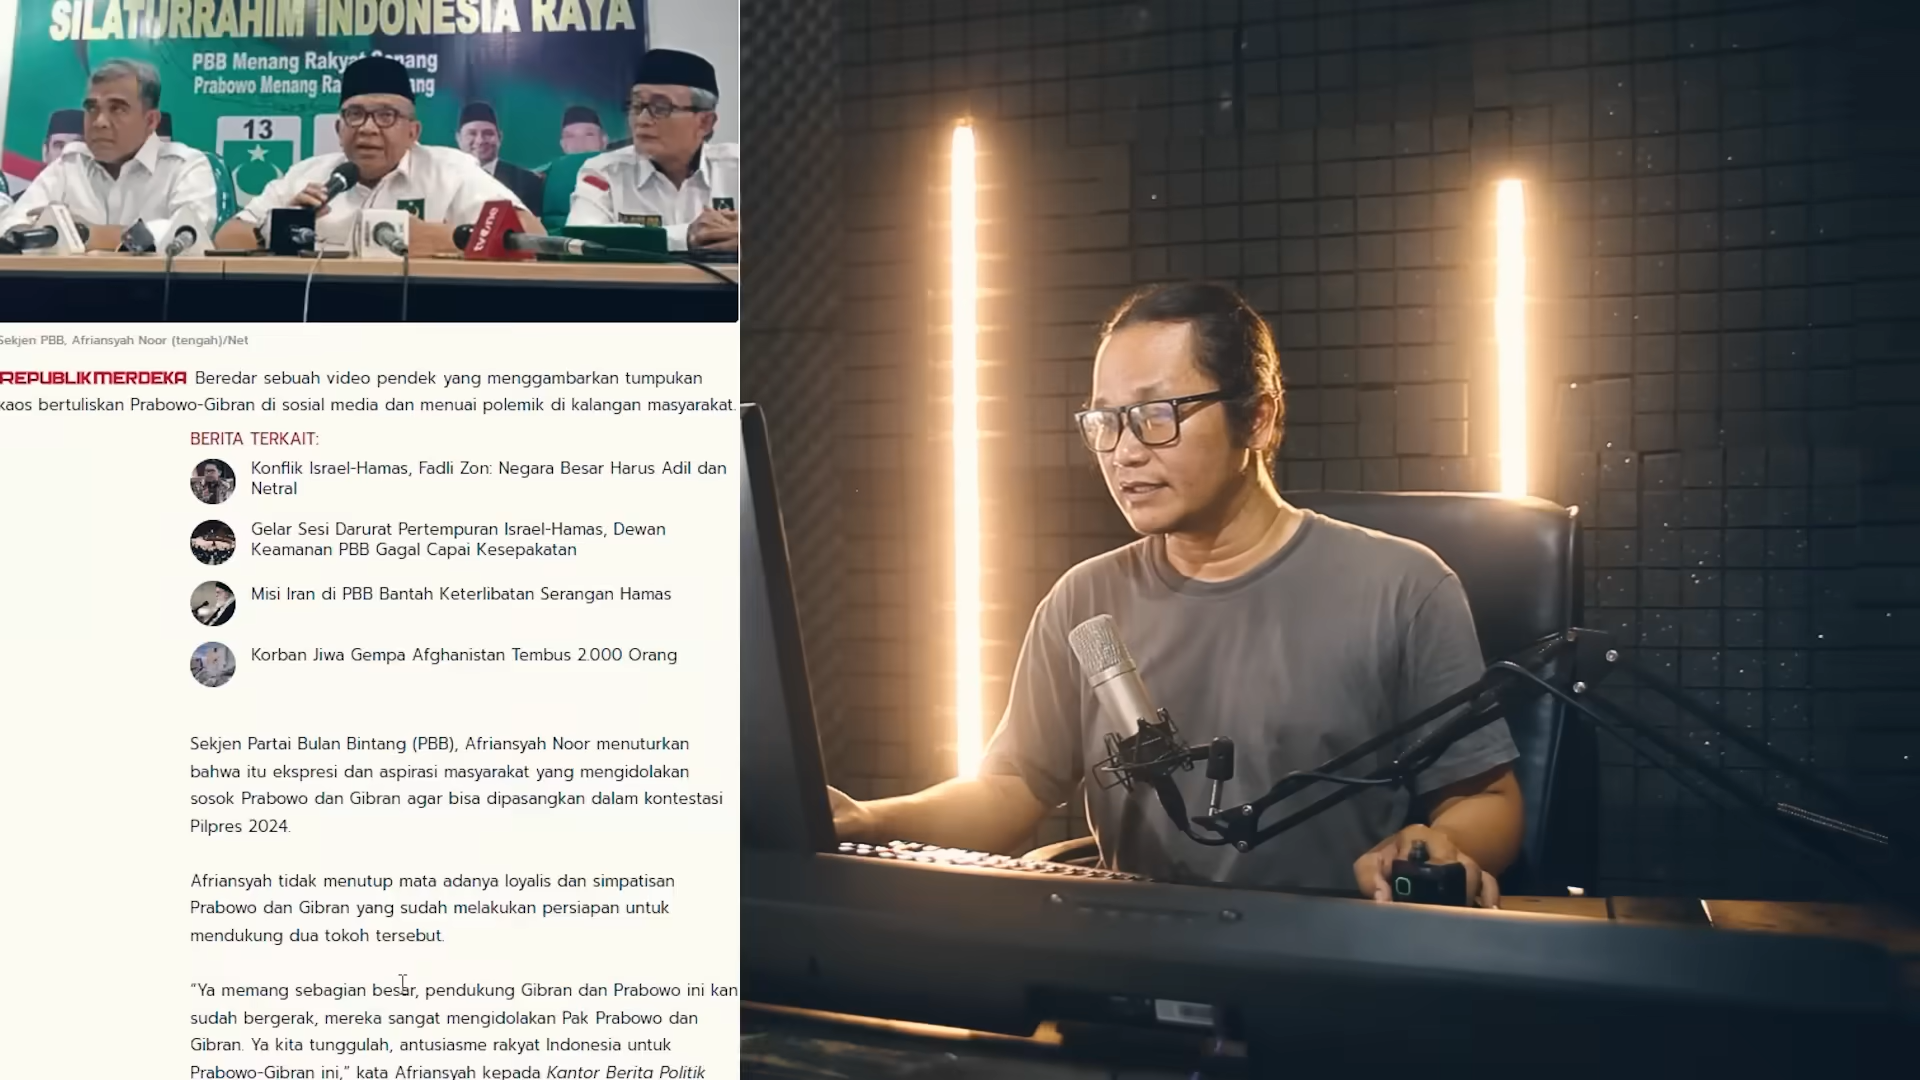 SILATURRAHIM INDONESIA RAYA
PBB Menang Rakyat Senang
Prabowo Menang
13
tvOne
Sekjen PBB, Afriansyah Noor (tengah)/Net
REPUBLIKMERDEKA Beredar sebuah video pendek yang menggambarkan tumpukan
kaos bertuliskan Prabowo-Gibran di sosial media dan menuai polemik di kalangan masyarakat.
BERITA TERKAIT:
Konflik Israel-Hamas, Fadli Zon: Negara Besar Harus Adil dan
Netral
Gelar Sesi Darurat Pertempuran Israel-Hamas, Dewan
Keamanan PBB Gagal Capai Kesepakatan
Misi Iran di PBB Bantah Keterlibatan Serangan Hamas
Korban Jiwa Gempa Afghanistan Tembus 2.000 Orang
Sekjen Partai Bulan Bintang (PBB), Afriansyah Noor menuturkan
bahwa itu ekspresi dan aspirasi masyarakat yang mengidolakan
sosok Prabowo dan Gibran agar bisa dipasangkan dalam kontestasi
Pilpres 2024.
Afriansyah tidak menutup mata adanya loyalis dan simpatisan
Prabowo dan Gibran yang sudah melakukan persiapan untuk
mendukung dua tokoh tersebut.
“Ya memang sebagian besar, pendukung Gibran dan Prabowo ini kan
sudah bergerak, mereka sangat mengidolakan Pak Prabowo dan
Gibran. Ya kita tunggulah, antusiasme rakyat Indonesia untuk
Prabowo-Gibran ini,” kata Afriansyah kepada Kantor Berita Politik